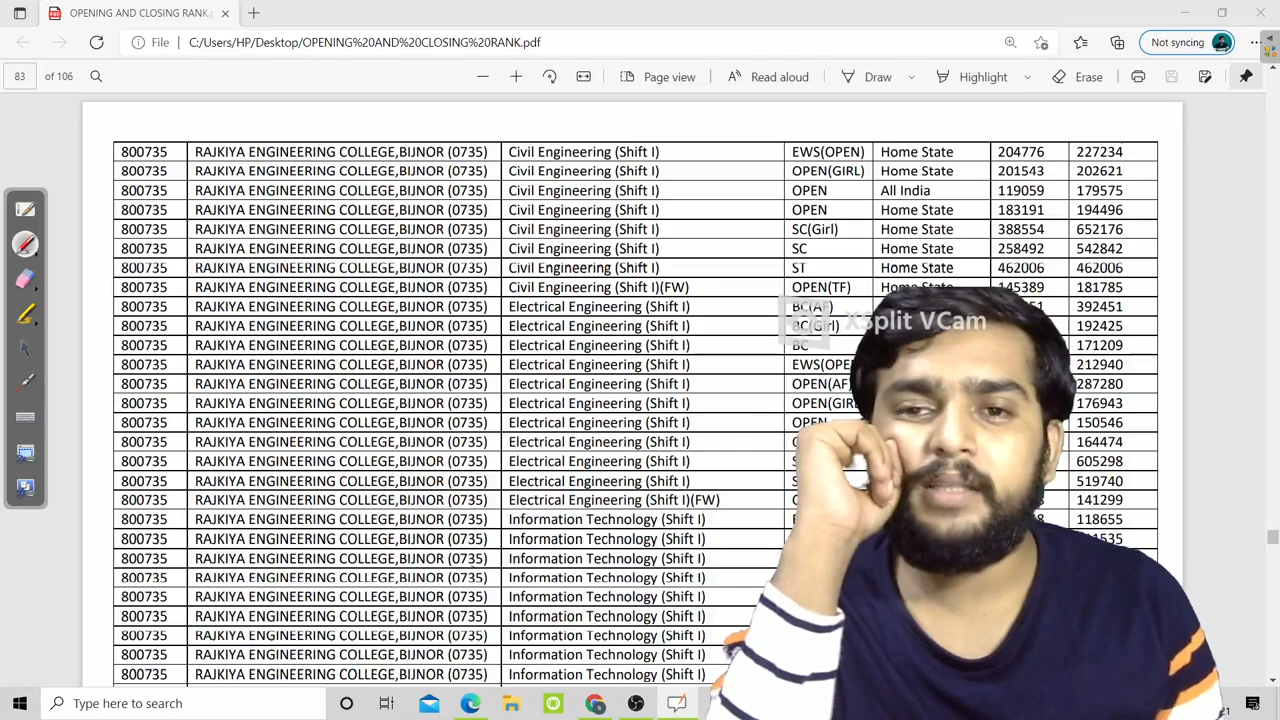 OPENING AND CLOSING RANK.p
File C:/Users/HP/Desktop/OPENING%20AND%20CLOSING%20RANK.pdf Not syncing
83 of 106 Page view Read aloud Draw Highlight Erase
800735 RAJKIYA ENGINEERING COLLEGE,BIJNOR (0735) Civil Engineering (Shift I) EWS(OPEN) Home State 204776 227234
800735 RAJKIYA ENGINEERING COLLEGE,BIJNOR (0735) Civil Engineering (Shift I) OPEN(GIRL) Home State 201543 202621
800735 RAJKIYA ENGINEERING COLLEGE,BIJNOR (0735) Civil Engineering (Shift I) OPEN All India 119059 179575
800735 RAJKIYA ENGINEERING COLLEGE,BIJNOR (0735) Civil Engineering (Shift I) OPEN Home State 183191 194496
800735 RAJKIYA ENGINEERING COLLEGE,BIJNOR (0735) Civil Engineering (Shift I) SC(Girl) Home State 388554 652176
800735 RAJKIYA ENGINEERING COLLEGE,BIJNOR (0735) Civil Engineering (Shift I) SC Home State 258492 542842
800735 RAJKIYA ENGINEERING COLLEGE,BIJNOR (0735) Civil Engineering (Shift I) ST Home State 462006 462006
800735 RAJKIYA ENGINEERING COLLEGE,BIJNOR (0735) Civil Engineering (Shift I)(FW) OPEN(TF) Home State 145389 181785
800735 RAJKIYA ENGINEERING COLLEGE,BIJNOR (0735) Electrical Engineering (Shift I) BC(AF) 392451
XSplit VCam
800735 RAJKIYA ENGINEERING COLLEGE,BIJNOR (0735) Electrical Engineering (Shift I) BC(Girl) 192425
800735 RAJKIYA ENGINEERING COLLEGE,BIJNOR (0735) Electrical Engineering (Shift I) BC 171209
800735 RAJKIYA ENGINEERING COLLEGE,BIJNOR (0735) Electrical Engineering (Shift I) EWS(OPE 212940
800735 RAJKIYA ENGINEERING COLLEGE,BIJNOR (0735) Electrical Engineering (Shift I) OPEN(AF) 287280
800735 RAJKIYA ENGINEERING COLLEGE,BIJNOR (0735) Electrical Engineering (Shift I) OPEN(GIRL 176943
800735 RAJKIYA ENGINEERING COLLEGE,BIJNOR (0735) Electrical Engineering (Shift I) OPEN 150546
800735 RAJKIYA ENGINEERING COLLEGE,BIJNOR (0735) Electrical Engineering (Shift I) 164474
800735 RAJKIYA ENGINEERING COLLEGE,BIJNOR (0735) Electrical Engineering (Shift I) 605298
800735 RAJKIYA ENGINEERING COLLEGE,BIJNOR (0735) Electrical Engineering (Shift I) 519740
800735 RAJKIYA ENGINEERING COLLEGE,BIJNOR (0735) Electrical Engineering (Shift I)(FW) 141299
800735 RAJKIYA ENGINEERING COLLEGE,BIJNOR (0735) Information Technology (Shift I) 118655
800735 RAJKIYA ENGINEERING COLLEGE,BIJNOR (0735) Information Technology (Shift I)
800735 RAJKIYA ENGINEERING COLLEGE,BIJNOR (0735) Information Technology (Shift I)
800735 RAJKIYA ENGINEERING COLLEGE,BIJNOR (0735) Information Technology (Shift I)
800735 RAJKIYA ENGINEERING COLLEGE,BIJNOR (0735) Information Technology (Shift I)
800735 RAJKIYA ENGINEERING COLLEGE,BIJNOR (0735) Information Technology (Shift I)
800735 RAJKIYA ENGINEERING COLLEGE,BIJNOR (0735) Information Technology (Shift I)
800735 RAJKIYA ENGINEERING COLLEGE,BIJNOR (0735) Information Technology (Shift I)
800735 RAJKIYA ENGINEERING COLLEGE,BIJNOR (0735) Information Technology (Shift I)
Type here to search